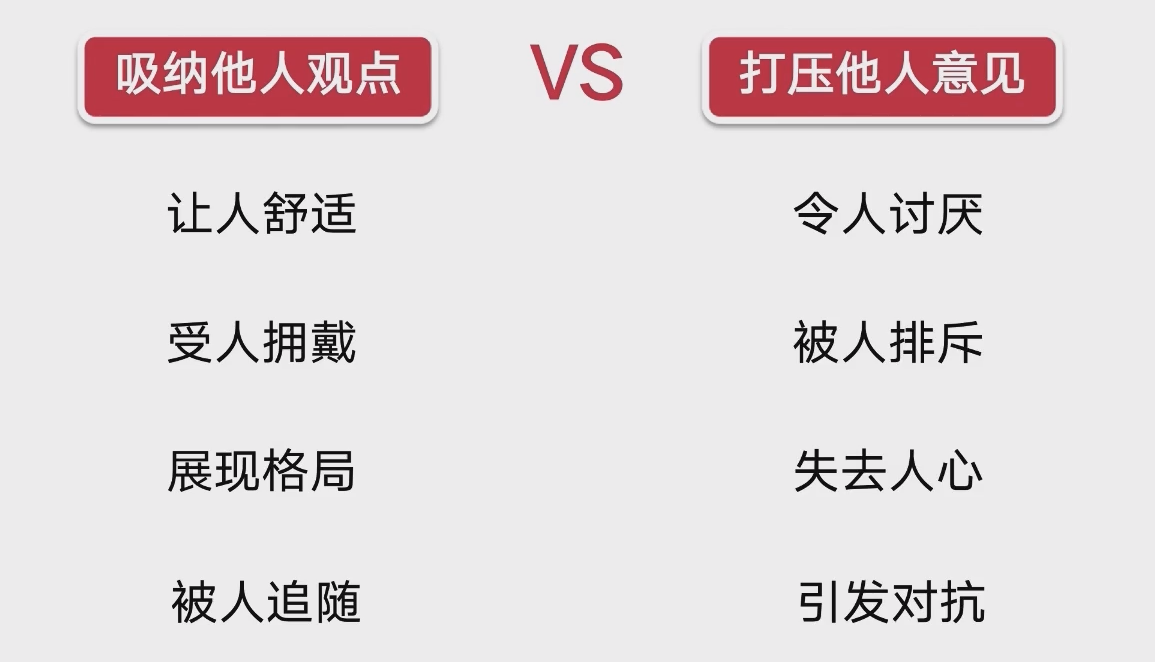 吸纳他人观点 VS 打压他人意见
让人舒适 令人讨厌
受人拥戴 被人排斥
展现格局 失去人心
被人追随 引发对抗